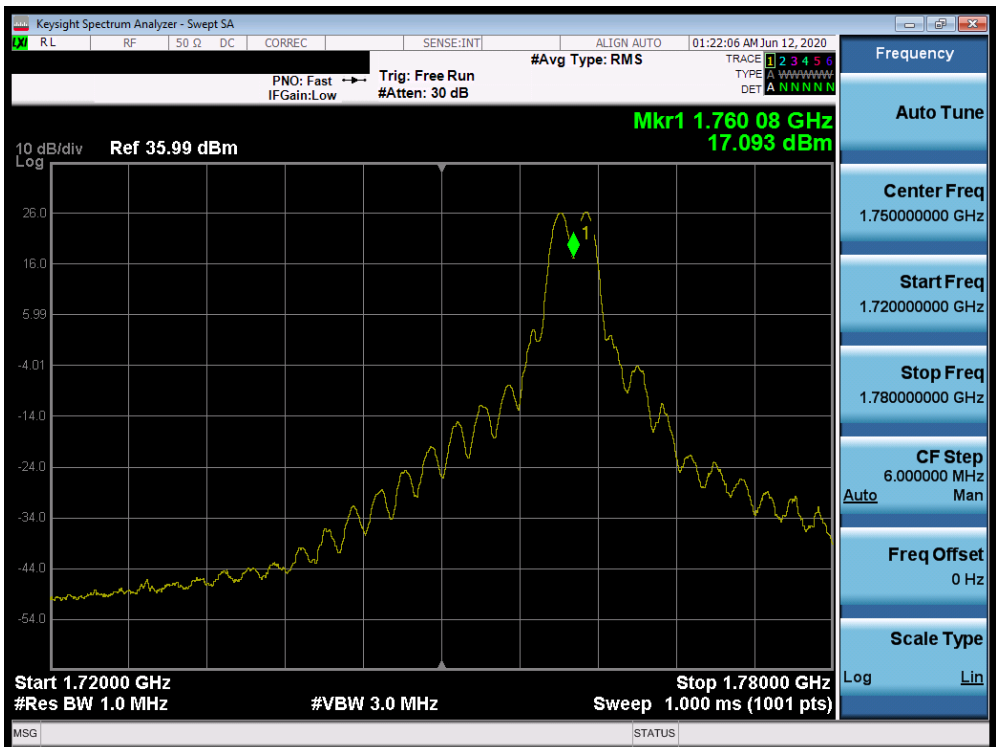 Keysight Spectrum Analyzer - Swept SA
LXI RL RF 50 Ω DC CORREC SENSE:INT ALIGN AUTO 01:22:06 AM Jun 12, 2020
PNO: Fast
IFGain:Low
Trig: Free Run
#Atten: 30 dB
#Avg Type: RMS
TRACE 1 2 3 4 5 6
TYPE A WWWWW
DET A N N N N N
Mkr1 1.760 08 GHz
17.093 dBm
10 dB/div
Log
Ref 35.99 dBm
26.0
16.0
5.99
-4.01
-14.0
-24.0
-34.0
-44.0
-54.0
1
Start 1.72000 GHz
Stop 1.78000 GHz
#Res BW 1.0 MHz
#VBW 3.0 MHz
Sweep 1.000 ms (1001 pts)
MSG
STATUS
Frequency
Auto Tune
Center Freq
1.750000000 GHz
Start Freq
1.720000000 GHz
Stop Freq
1.780000000 GHz
CF Step
6.000000 MHz
Auto Man
Freq Offset
0 Hz
Scale Type
Log Lin